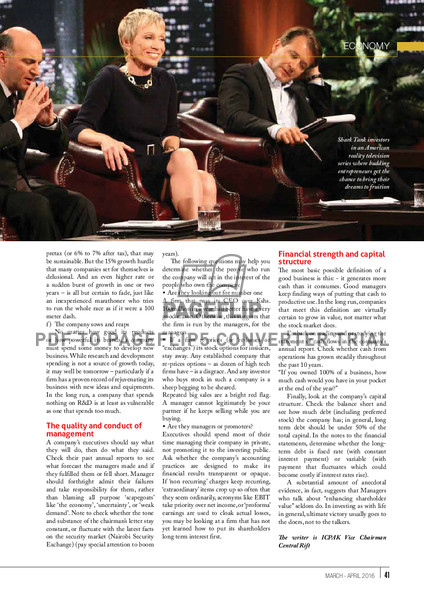 ECONOMY
Shark Tank investors
in an American
reality television
series where budding
entrepreneurs get the
chance to bring their
dreams to fruition
pretax (or 6% to 7% after tax), that may
be sustainable. But the 15% growth hurdle
that many companies set for themselves is
delusional. And an even higher rate or
a sudden burst of growth in one or two
years – is all but certain to fade, just like
an inexperienced marathoner who tries
to run the whole race as if it were a 100
meter dash.
f) The company sows and reaps
No matter how good its products
or how powerful its brands, a company
must spend some money to develop new
business. While research and development
spending is not a source of growth today,
it may well be tomorrow – particularly if a
firm has a proven record of rejuvenating its
business with new ideas and equipments.
In the long run, a company that spends
nothing on R&D is at least as vulnerable
as one that spends too much.
The quality and conduct of
management
A company's executives should say what
they will do, then do what they said.
Check their past annual reports to see
what forecast the managers made and if
they fulfilled them or fell short. Manager
should forthright admit their failures
and take responsibility for them, rather
than blaming all purpose 'scapegoats'
like 'the economy', 'uncertainty', or 'weak
demand'. Note to check whether the tone
and substance of the chairman's letter stay
constant, or fluctuate with the latest facts
on the security market (Nairobi Security
Exchange) (pay special attention to boom
years).
The following questions may help you
determine whether the people who run
the company will act in the interest of the
people who own the company:
• Are they looking out for number one
A firm that pays its CEO
the firm is run by the managers, for the
managers.
If a company reprices (or
"exchanges") its stock options for insiders,
stay away. Any established company that
re-prices options – as dozen of high tech
firms have – is a disgrace. And any investor
who buys stock in such a company is a
sheep begging to be sheared.
Repeated big sales are a bright red flag.
A manager cannot legitimately be your
partner if he keeps selling while you are
buying.
• Are they managers or promoters?
Executives should spend most of their
time managing their company in private,
not promoting it to the investing public.
Ask whether the company's accounting
practices are designed to make its
financial results transparent or opaque.
If 'non recurring' charges keep recurring,
'extraordinary' items crop up so often that
they seem ordinarily, acronyms like EBIT
take priority over net income, or 'proforma'
earnings are used to cloak actual losses,
you may be looking at a firm that has not
yet learned how to put its shareholders
long term interest first.
Financial strength and capital
structure
The most basic possible definition of a
good business is this: – it generates more
cash than it consumes. Good managers
keep finding ways of putting that cash to
productive use. In the long run, companies
that meet this definition are virtually
certain to grow in value, not matter what
the stock market does.
statement of cash flows in the company's
annual report. Check whether cash from
operations has grown steadily throughout
the past 10 years.
"If you owned 100% of a business, how
much cash would you have in your pocket
at the end of the year?"
Finally, look at the company's capital
structure. Check the balance sheet and
see how much debt (including preferred
stock) the company has; in general, long
term debt should be under 50% of the
total capital. In the notes to the financial
statements, determine whether the long–
term debt is fixed rate (with constant
interest payment) or variable (with
payment that fluctuates which could
become costly if interest rates rise).
A substantial amount of anecdotal
evidence, in fact, suggests that Managers
who talk about "enhancing shareholder
value" seldom do. In investing as with life
in general, ultimate victory usually goes to
the doers, not to the talkers.
The writer is ICPAK Vice Chairman
Central Rift
MARCH - APRIL 2016 41